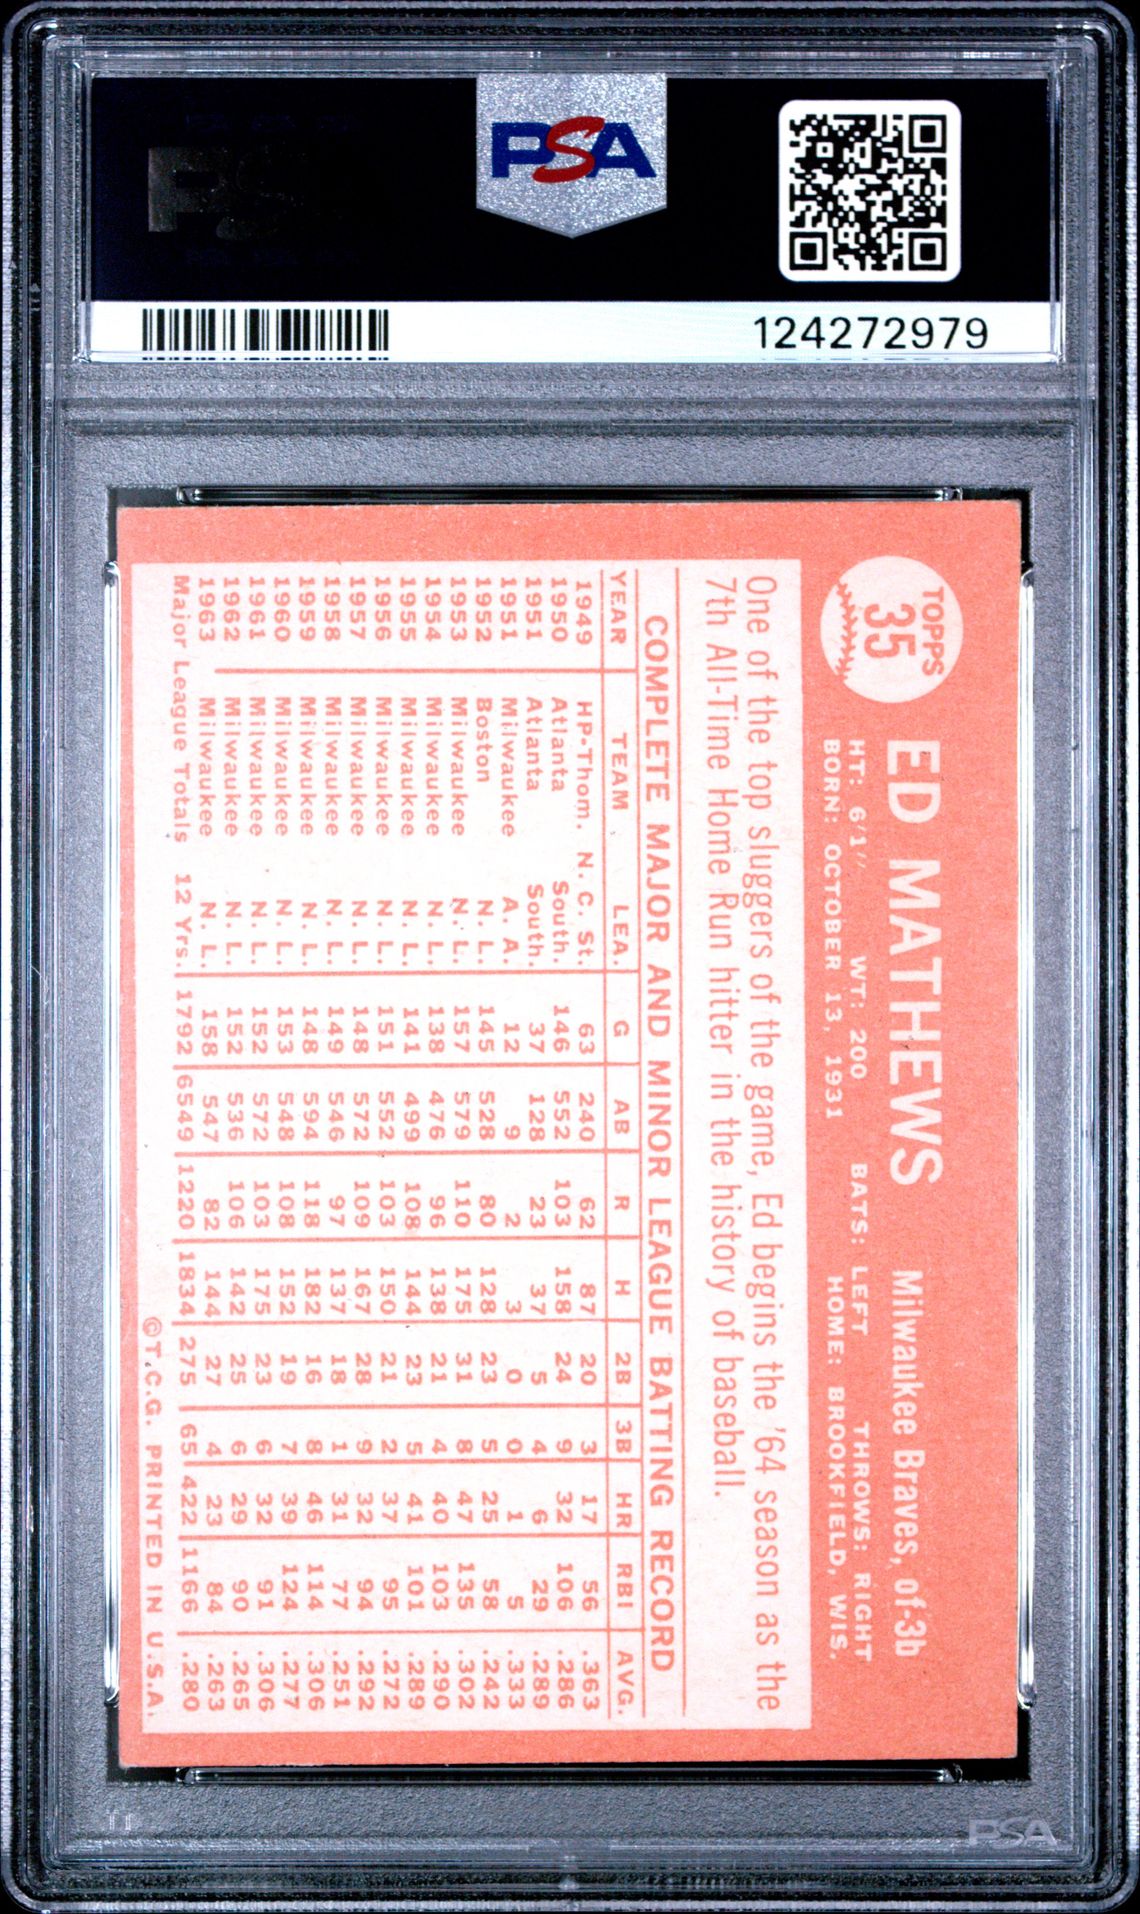 PSA
PSA
124272979
TOPPS
35
ED MATHEWS Milwaukee Braves, of-3b
HT: 6'1" WT: 200 BATS: LEFT THROWS: RIGHT
BORN: OCTOBER 13, 1931 HOME: BROOKFIELD, WIS.
One of the top sluggers of the game, Ed begins the '64 season as the
7th All-Time Home Run hitter in the history of baseball.
COMPLETE MAJOR AND MINOR LEAGUE BATTING RECORD
YEAR TEAM LEA. G AB R H 2B 3B HR RBI AVG.
1949 HP-Thom. N. C. St. 63 240 62 87 20 3 17 56 .363
1950 Atlanta South. 146 552 103 158 24 9 32 106 .286
1951 Atlanta South. 37 128 23 37 5 4 6 29 .289
1951 Milwaukee A. A. 12 9 2 3 0 0 1 5 .333
1952 Boston N. L. 145 528 80 128 23 5 25 58 .242
1953 Milwaukee N. L. 157 579 110 175 31 8 47 135 .302
1954 Milwaukee N. L. 138 476 96 138 21 4 40 103 .290
1955 Milwaukee N. L. 141 499 108 144 23 5 41 101 .289
1956 Milwaukee N. L. 151 552 103 150 21 2 37 95 .272
1957 Milwaukee N. L. 148 572 109 167 28 9 32 94 .292
1958 Milwaukee N. L. 149 546 97 137 18 1 31 77 .251
1959 Milwaukee N. L. 148 594 118 182 16 8 46 114 .306
1960 Milwaukee N. L. 153 548 108 152 19 7 39 124 .277
1961 Milwaukee N. L. 152 572 103 175 23 6 32 91 .306
1962 Milwaukee N. L. 152 536 106 142 25 6 29 90 .265
1963 Milwaukee N. L. 158 547 82 144 27 4 23 84 .263
Major League Totals 12 Yrs. 1792 6549 1220 1834 275 65 422 1166 .280
©T.C.G. PRINTED IN U.S.A.
PSA